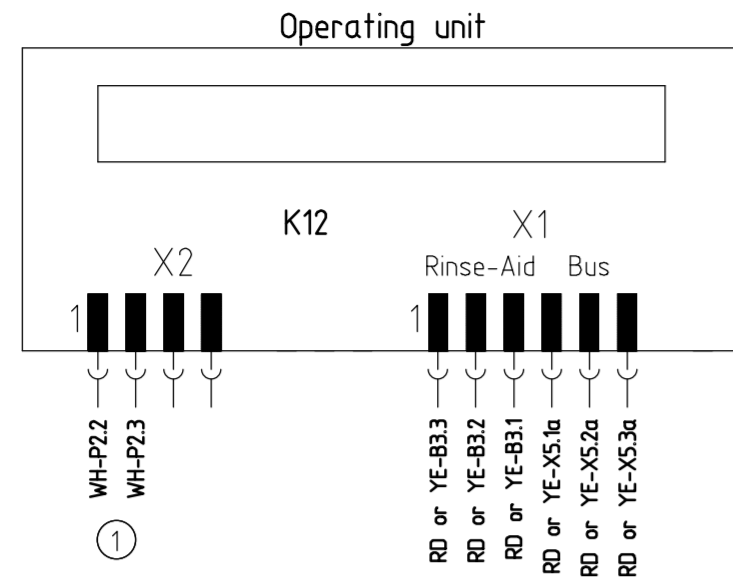 Operating unit
K12
X1
X2
Rinse-Aid Bus
1
1
WH-P2.2
WH-P2.3
RD or YE-B3.3
RD or YE-B3.2
RD or YE-B3.1
RD or YE-X5.1a
RD or YE-X5.2a
RD or YE-X5.3a
1